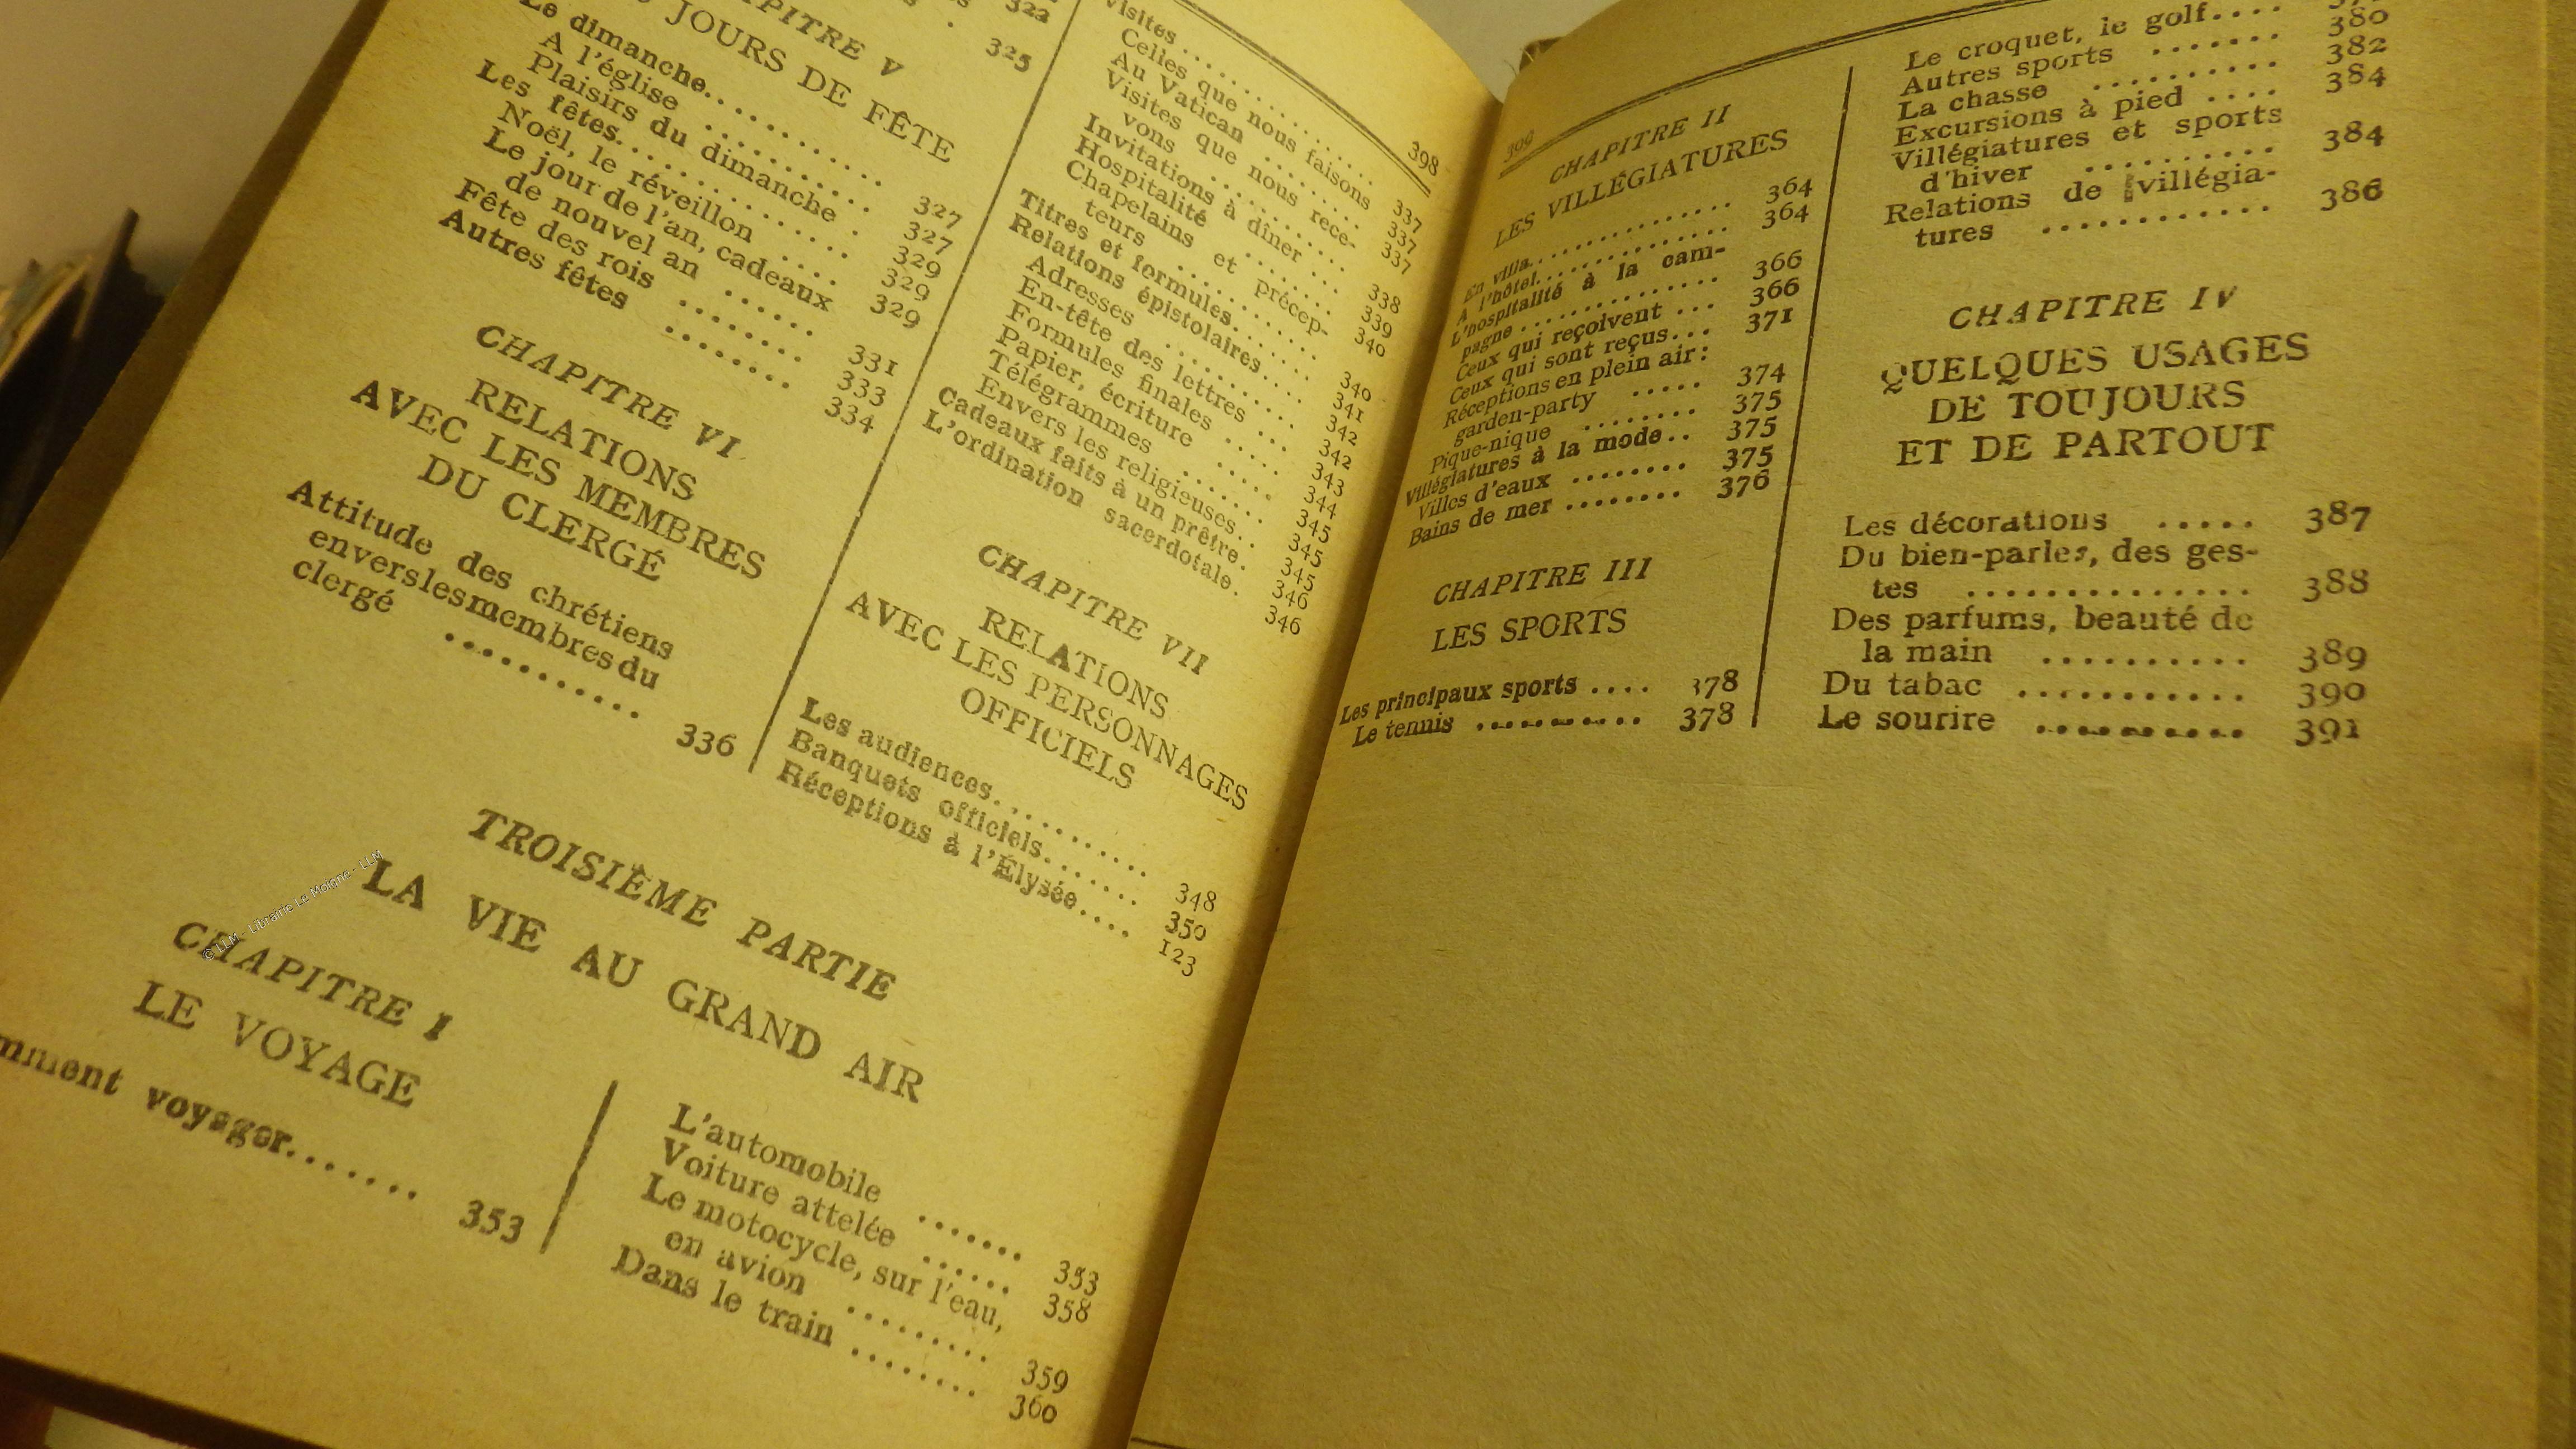 322
325
CHAPITRE V
JOURS DE FÊTE
Le dimanche.............. 327
A l'église .............. 327
Plaisirs du dimanche . 329
Les fêtes.............. 329
Noël, le réveillon .... 329
Le jour de l'an, cadeaux
de nouvel an ...... 331
Fête des rois ........ 333
Autres fêtes ........ 334
CHAPITRE VI
RELATIONS
AVEC LES MEMBRES
DU CLERGÉ
Attitude des chrétiens
envers les membres du
clergé .......... 336
398
Visites .............. 337
Celles que nous faisons 337
Au Vatican ........ 337
Visites que nous rece-
vons .......... 338
Invitations à dîner .. 339
Hospitalité ........ 340
Chapelains et précep-
teurs .......... 340
Titres et formules...... 341
Relations épistolaires.... 342
Adresses .......... 342
En-tête des lettres ... 343
Formules finales ..... 344
Papier, écriture ..... 345
Télégrammes ....... 345
Envers les religieuses.. 345
Cadeaux faits à un prêtre. 346
L'ordination sacerdotale. 346
CHAPITRE VII
RELATIONS
AVEC LES PERSONNAGES
OFFICIELS
Les audiences........... 348
Banquets officiels....... 350
Réceptions à l'Élysée.... 123
TROISIÈME PARTIE
LA VIE AU GRAND AIR
CHAPITRE I
LE VOYAGE
voyager....... 353
L'automobile ....... 353
Voiture attelée ...... 358
Le motocycle, sur l'eau,
en avion ......... 359
Dans le train ........ 360
399
CHAPITRE II
LES VILLÉGIATURES
En villa.............. 364
A l'hôtel.............. 364
L'hospitalité à la cam-
pagne .............. 366
Ceux qui reçoivent ... 366
Ceux qui sont reçus... 371
Réceptions en plein air :
garden-party ..... 374
Pique-nique ........ 375
Villégiatures à la mode.. 375
Villes d'eaux ........ 375
Bains de mer ........ 376
CHAPITRE III
LES SPORTS
Les principaux sports .... 378
Le tennis .......... 378
Le croquet, le golf....
Autres sports ....... 380
La chasse .......... 382
Excursions à pied .... 384
Villégiatures et sports
d'hiver .......... 384
Relations de villégia-
tures ............ 386
CHAPITRE IV
QUELQUES USAGES
DE TOUJOURS
ET DE PARTOUT
Les décorations ..... 387
Du bien-parler, des ges-
tes .............. 388
Des parfums, beauté de
la main .......... 389
Du tabac ........... 390
Le sourire .......... 391
© LLM - Librairie Le Moigne - LLM